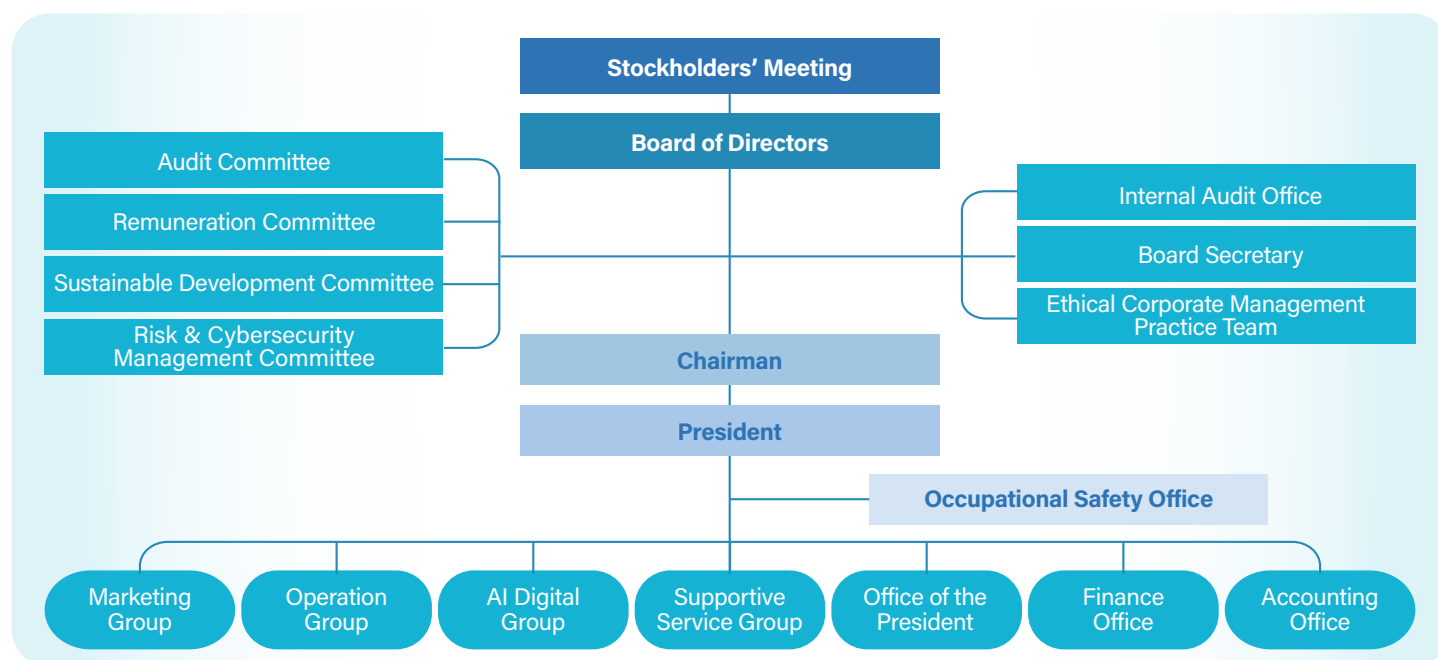 Stockholders’ Meeting
Board of Directors
Audit Committee
Remuneration Committee
Sustainable Development Committee
Risk & Cybersecurity
Management Committee
Internal Audit Office
Board Secretary
Ethical Corporate Management
Practice Team
Chairman
President
Occupational Safety Office
Marketing
Group
Operation
Group
AI Digital
Group
Supportive
Service Group
Office of the
President
Finance
Office
Accounting
Office